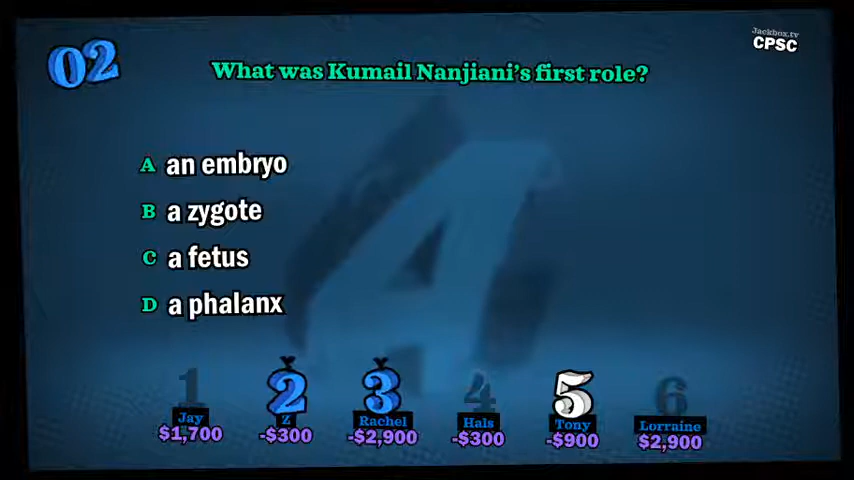 Jackbox.tv
CPSC
02
What was Kumail Nanjiani's first role?
A an embryo
B a zygote
C a fetus
D a phalanx
4
1 2 3 4 5 6
Jay Z Rachel Hals Tony Lorraine
$1,700 -$300 -$2,900 -$300 -$900 $2,900